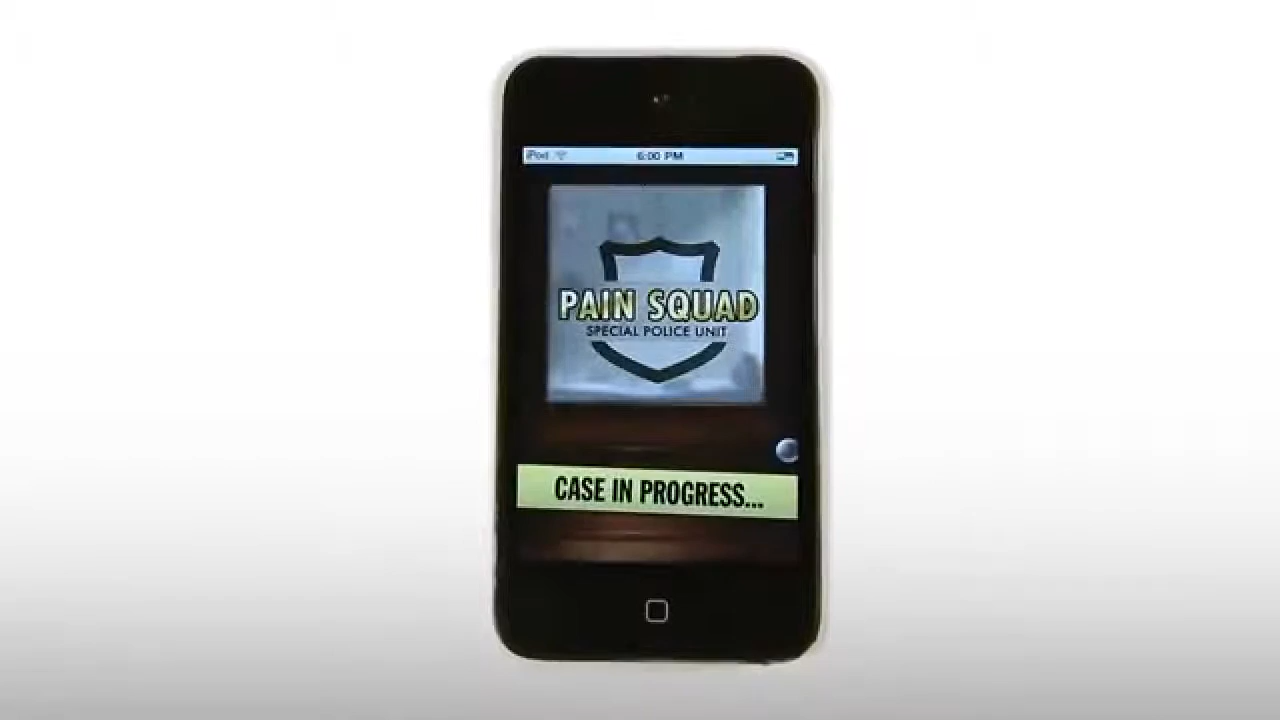 iPod 6:00 PM
PAIN SQUAD
SPECIAL POLICE UNIT
CASE IN PROGRESS...